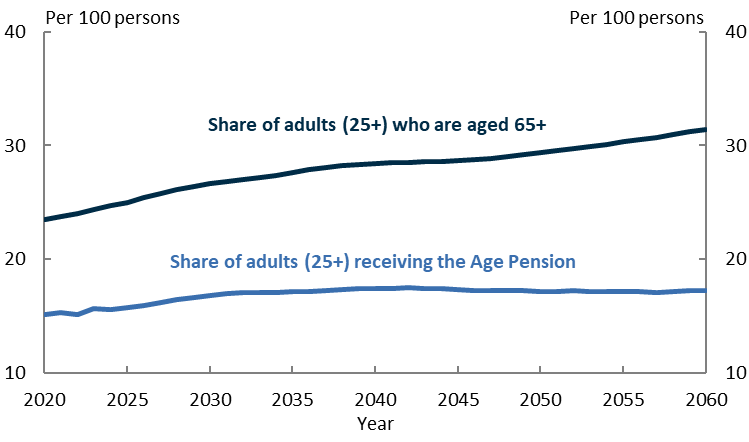 Per 100 persons
Per 100 persons
40
40
Share of adults (25+) who are aged 65+
30
30
Share of adults (25+) receiving the Age Pension
20
20
10
10
2020 2025 2030 2035 2040 2045 2050 2055 2060
Year